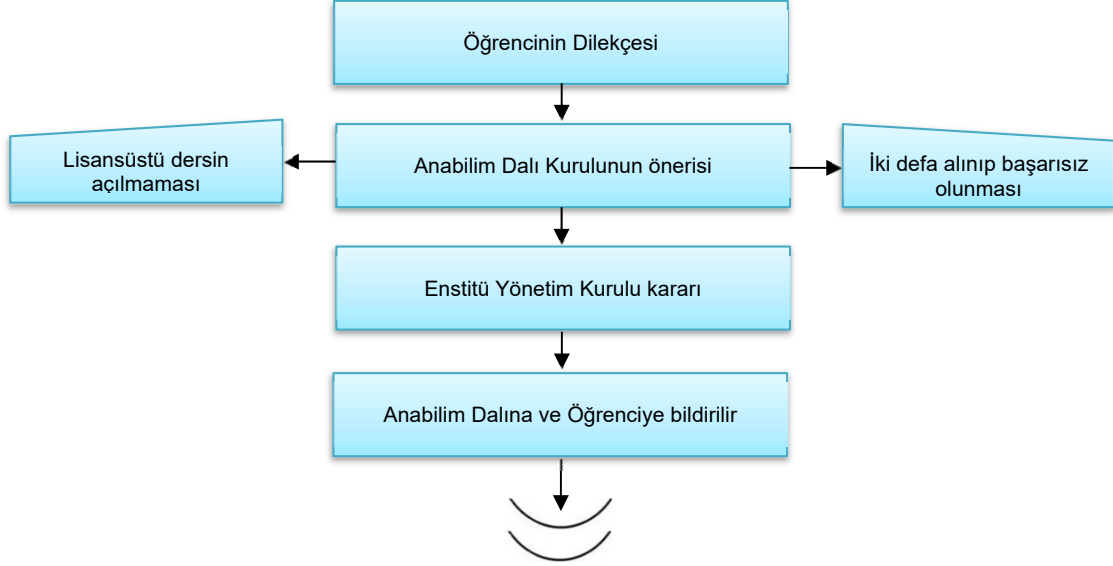 Öğrencinin Dilekçesi
Lisansüstü dersin
açılmaması
Anabilim Dalı Kurulunun önerisi
İki defa alınıp başarısız
olunması
Enstitü Yönetim Kurulu kararı
Anabilim Dalına ve Öğrenciye bildirilir